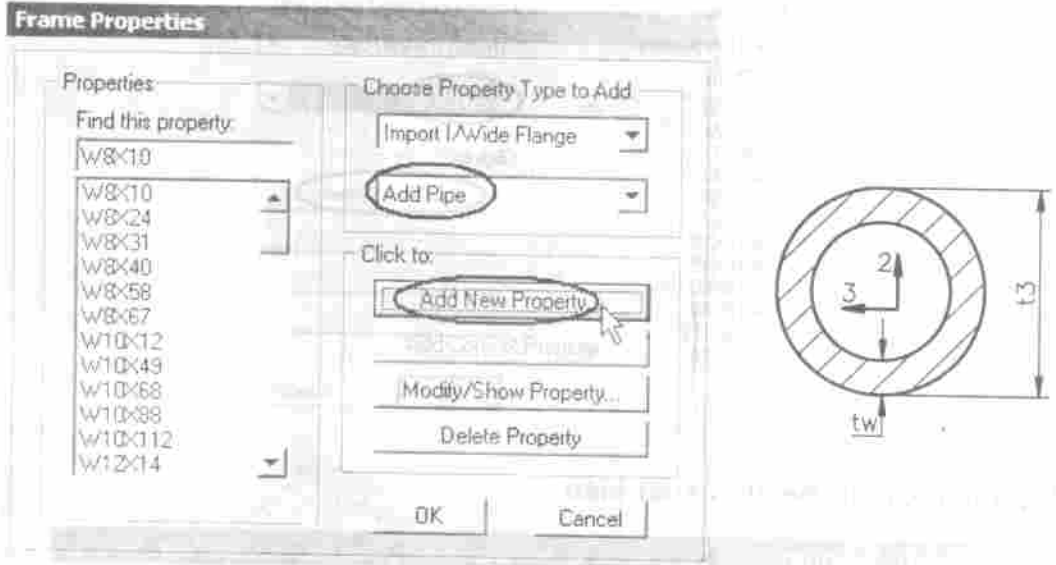 Frame Properties
Properties
Find this property:
W8X10
W8X10
W8X24
W8X31
W8X40
W8X58
W8X67
W10X12
W10X49
W10X68
W10X88
W10X112
W12X14
Choose Property Type to Add
Import I/Wide Flange
Add Pipe
Click to:
Add New Property
Modify/Show Property...
Delete Property
OK
Cancel
2
3
t3
tw